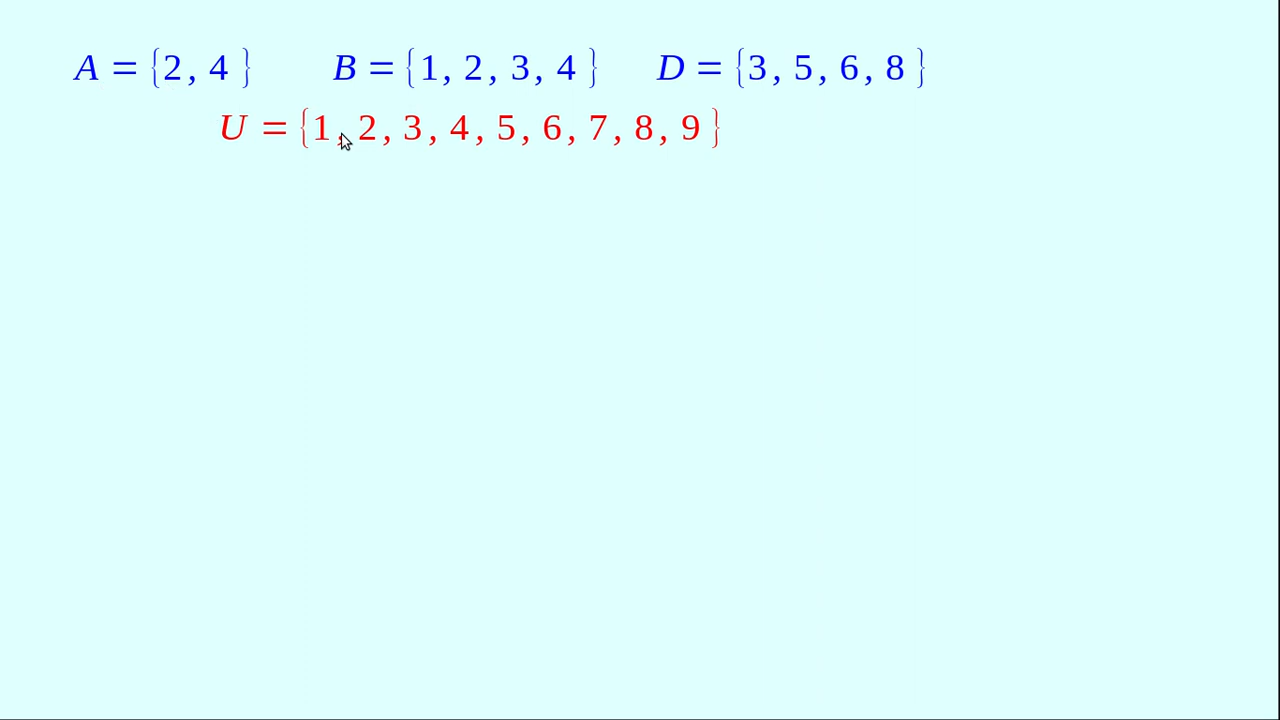 A = {2, 4 } B = {1, 2, 3, 4 } D = {3, 5, 6, 8 }
U = {1, 2, 3, 4, 5, 6, 7, 8, 9 }